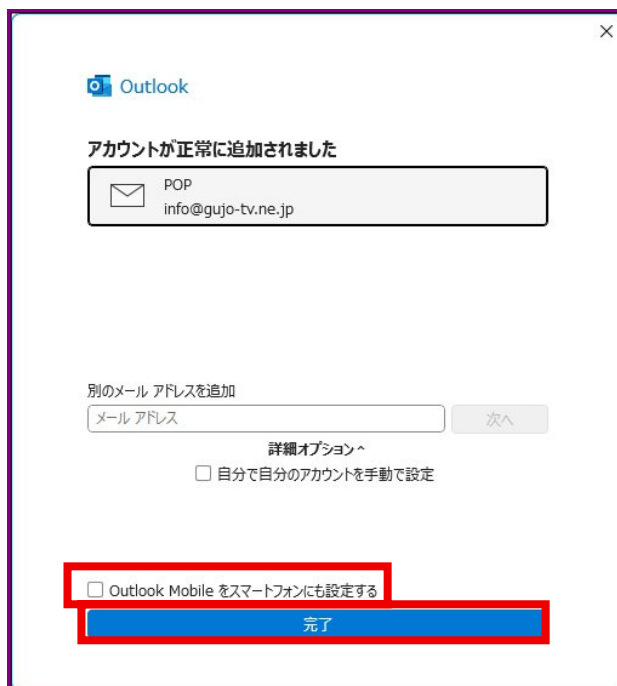 Outlook
アカウントが正常に追加されました
POP
info@gujo-tv.ne.jp
別のメール アドレスを追加
メール アドレス
次へ
詳細オプション ^
自分で自分のアカウントを手動で設定
Outlook Mobile をスマートフォンにも設定する
完了